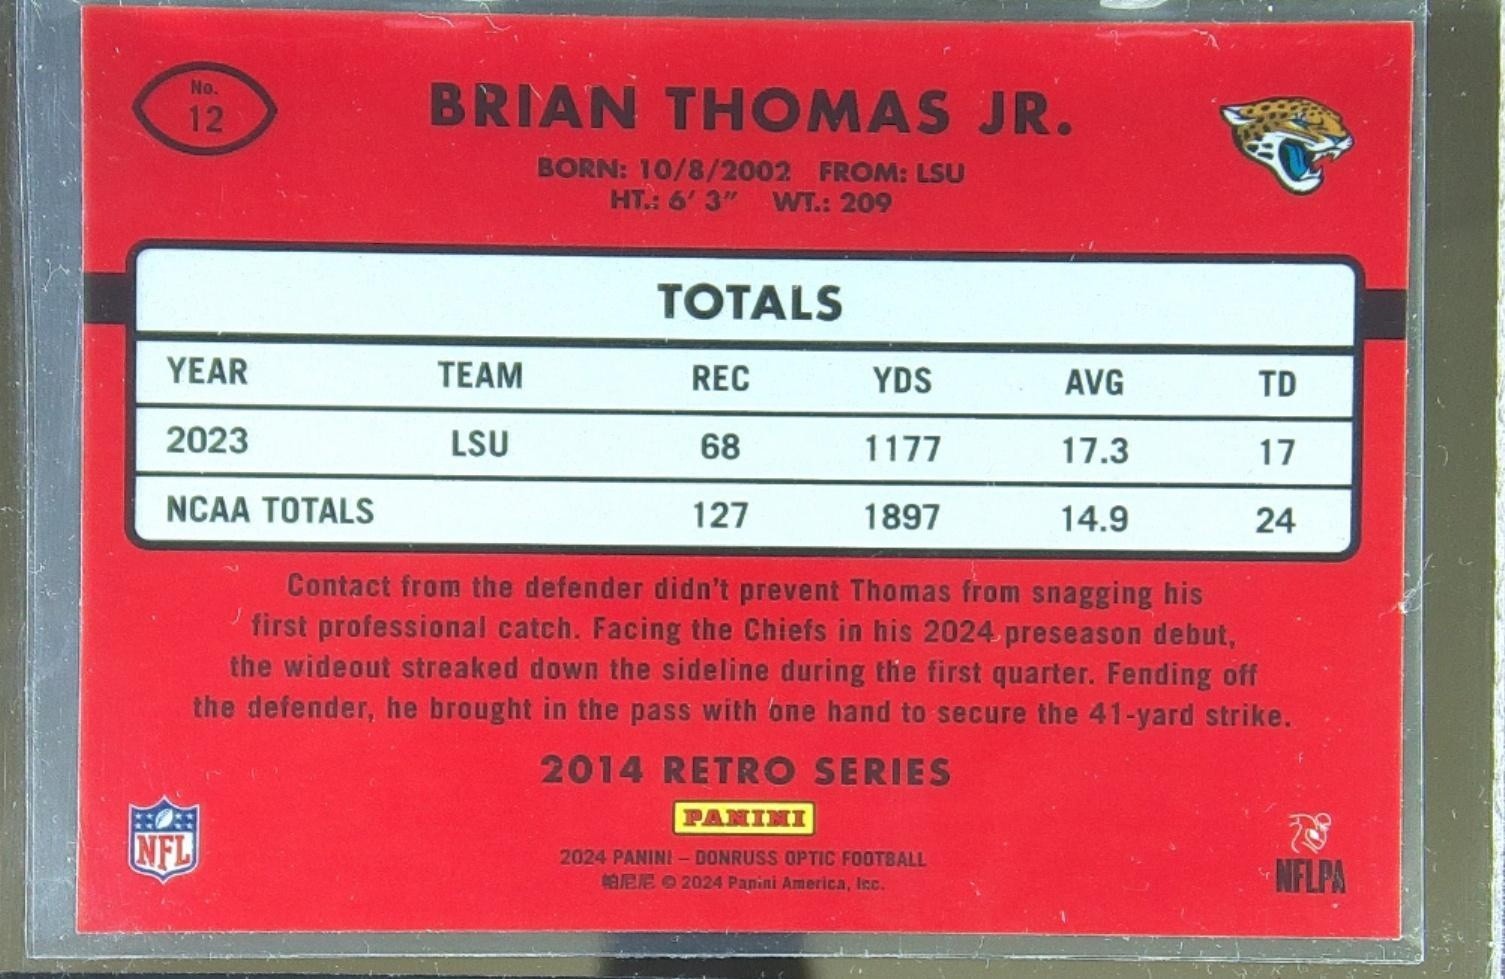 No.
12
BRIAN THOMAS JR.
BORN: 10/8/2002 FROM: LSU
HT.: 6' 3" WT.: 209
TOTALS
YEAR TEAM REC YDS AVG TD
2023 LSU 68 1177 17.3 17
NCAA TOTALS 127 1897 14.9 24
Contact from the defender didn't prevent Thomas from snagging his
first professional catch. Facing the Chiefs in his 2024 preseason debut,
the wideout streaked down the sideline during the first quarter. Fending off
the defender, he brought in the pass with one hand to secure the 41-yard strike.
2014 RETRO SERIES
PANINI
2024 PANINI – DONRUSS OPTIC FOOTBALL
帕尼尼 © 2024 Panini America, Inc.
NFL
NFLPA